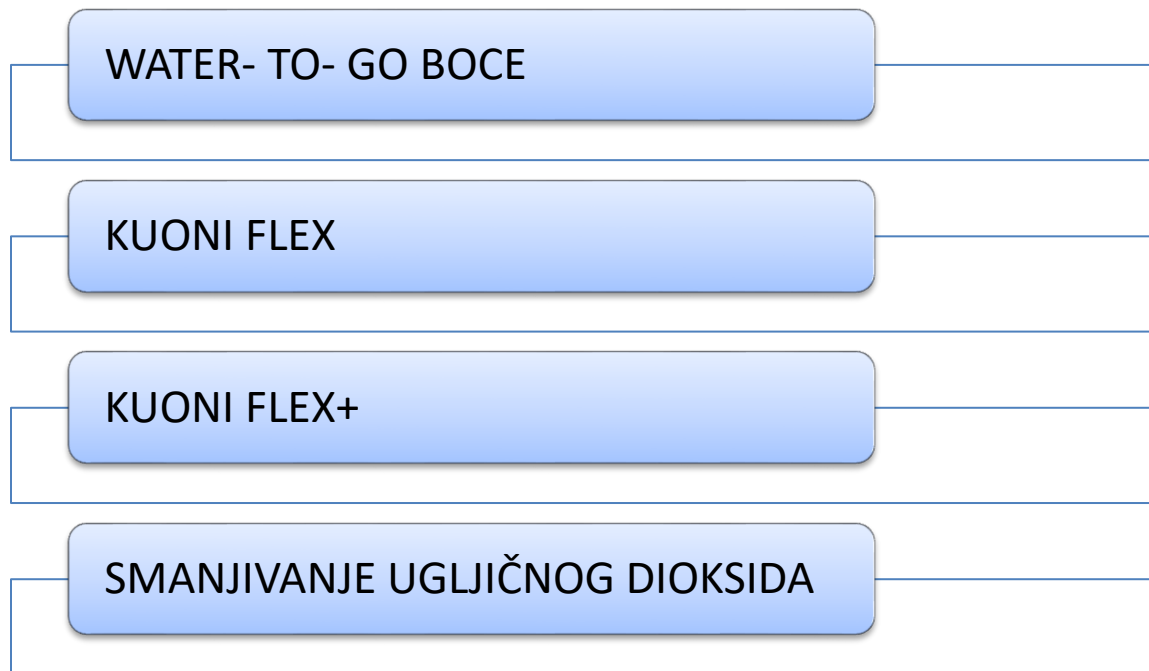 WATER- TO- GO BOCE
KUONI FLEX
KUONI FLEX+
SMANJIVANJE UGLJIČNOG DIOKSIDA